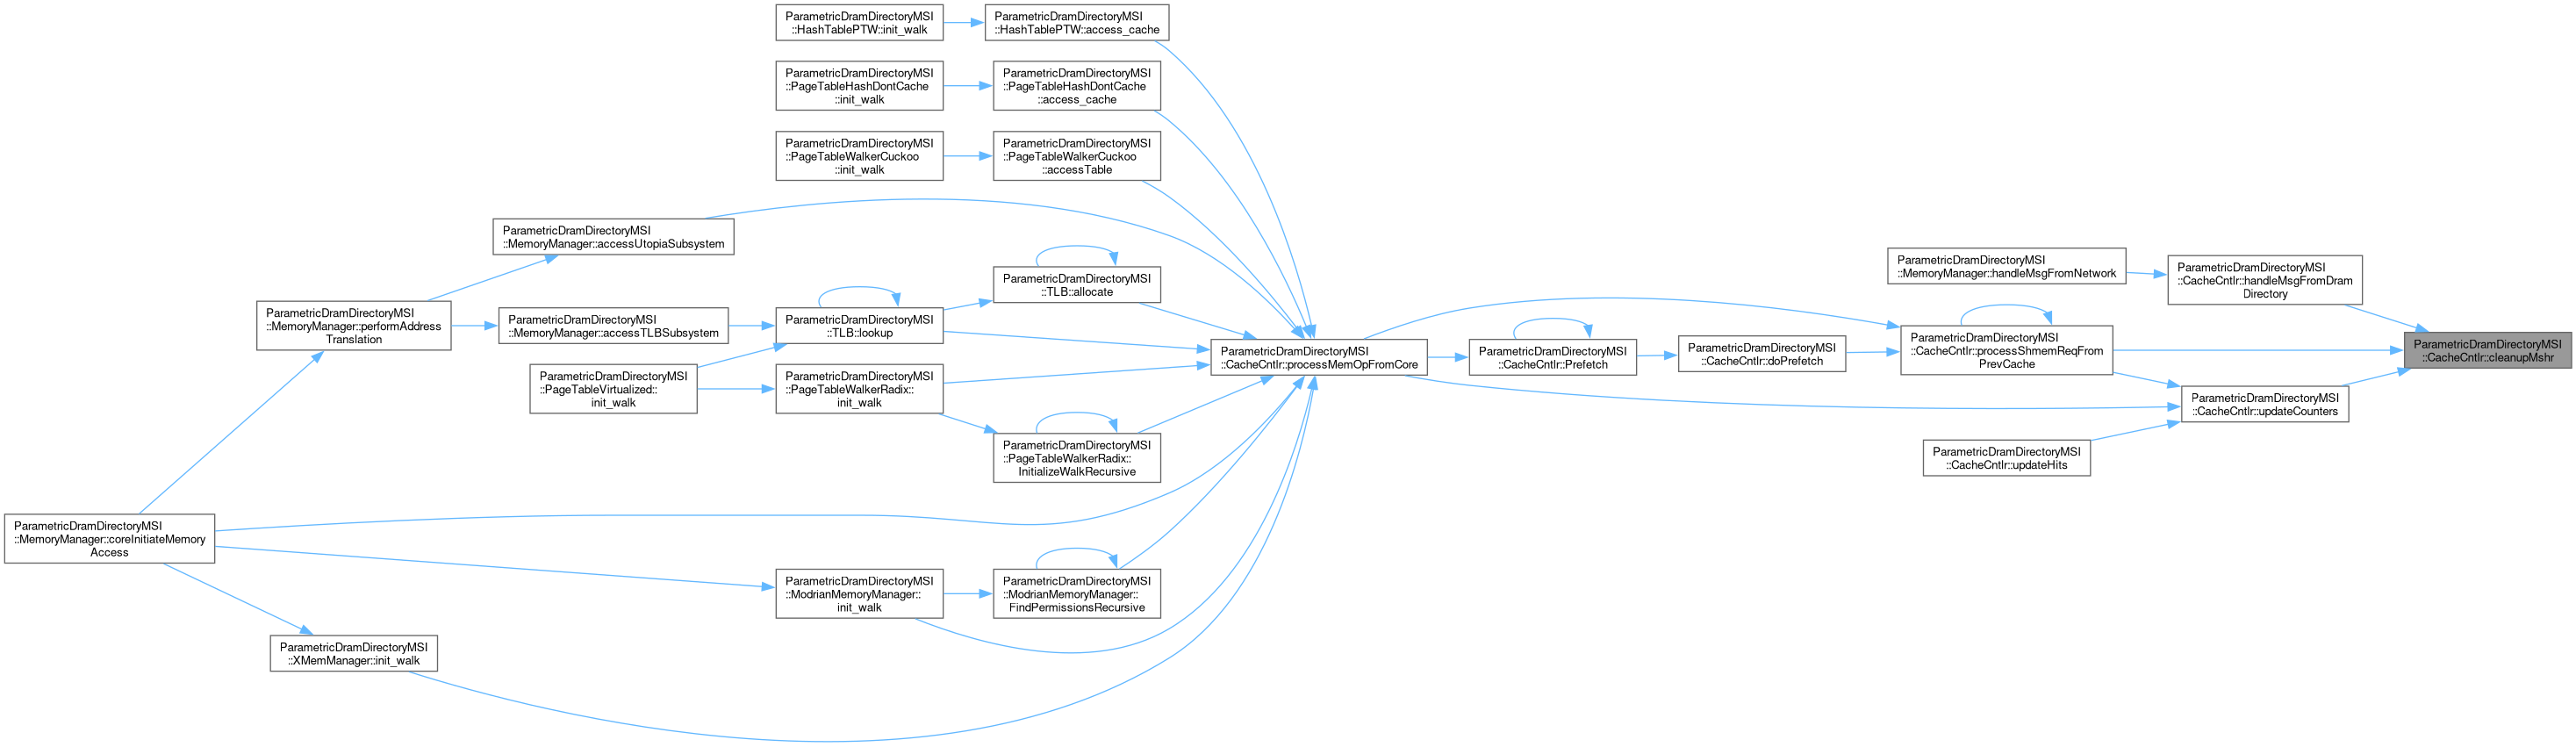 ParametricDramDirectoryMSI
::HashTablePTW::init_walk
ParametricDramDirectoryMSI
::HashTablePTW::access_cache
ParametricDramDirectoryMSI
::PageTableHashDontCache
::init_walk
ParametricDramDirectoryMSI
::PageTableHashDontCache
::access_cache
ParametricDramDirectoryMSI
::PageTableWalkerCuckoo
::init_walk
ParametricDramDirectoryMSI
::PageTableWalkerCuckoo
::accessTable
ParametricDramDirectoryMSI
::MemoryManager::accessUtopiaSubsystem
ParametricDramDirectoryMSI
::MemoryManager::performAddress
Translation
ParametricDramDirectoryMSI
::MemoryManager::accessTLBSubsystem
ParametricDramDirectoryMSI
::TLB::lookup
ParametricDramDirectoryMSI
::TLB::allocate
ParametricDramDirectoryMSI
::PageTableVirtualized::
init_walk
ParametricDramDirectoryMSI
::PageTableWalkerRadix::
init_walk
ParametricDramDirectoryMSI
::PageTableWalkerRadix::
InitializeWalkRecursive
ParametricDramDirectoryMSI
::CacheCntlr::processMemOpFromCore
ParametricDramDirectoryMSI
::CacheCntlr::Prefetch
ParametricDramDirectoryMSI
::CacheCntlr::doPrefetch
ParametricDramDirectoryMSI
::MemoryManager::handleMsgFromNetwork
ParametricDramDirectoryMSI
::CacheCntlr::handleMsgFromDram
Directory
ParametricDramDirectoryMSI
::CacheCntlr::processShmemReqFrom
PrevCache
ParametricDramDirectoryMSI
::CacheCntlr::cleanupMshr
ParametricDramDirectoryMSI
::CacheCntlr::updateCounters
ParametricDramDirectoryMSI
::CacheCntlr::updateHits
ParametricDramDirectoryMSI
::MemoryManager::coreInitiateMemory
Access
ParametricDramDirectoryMSI
::ModrianMemoryManager::
init_walk
ParametricDramDirectoryMSI
::ModrianMemoryManager::
FindPermissionsRecursive
ParametricDramDirectoryMSI
::XMemManager::init_walk